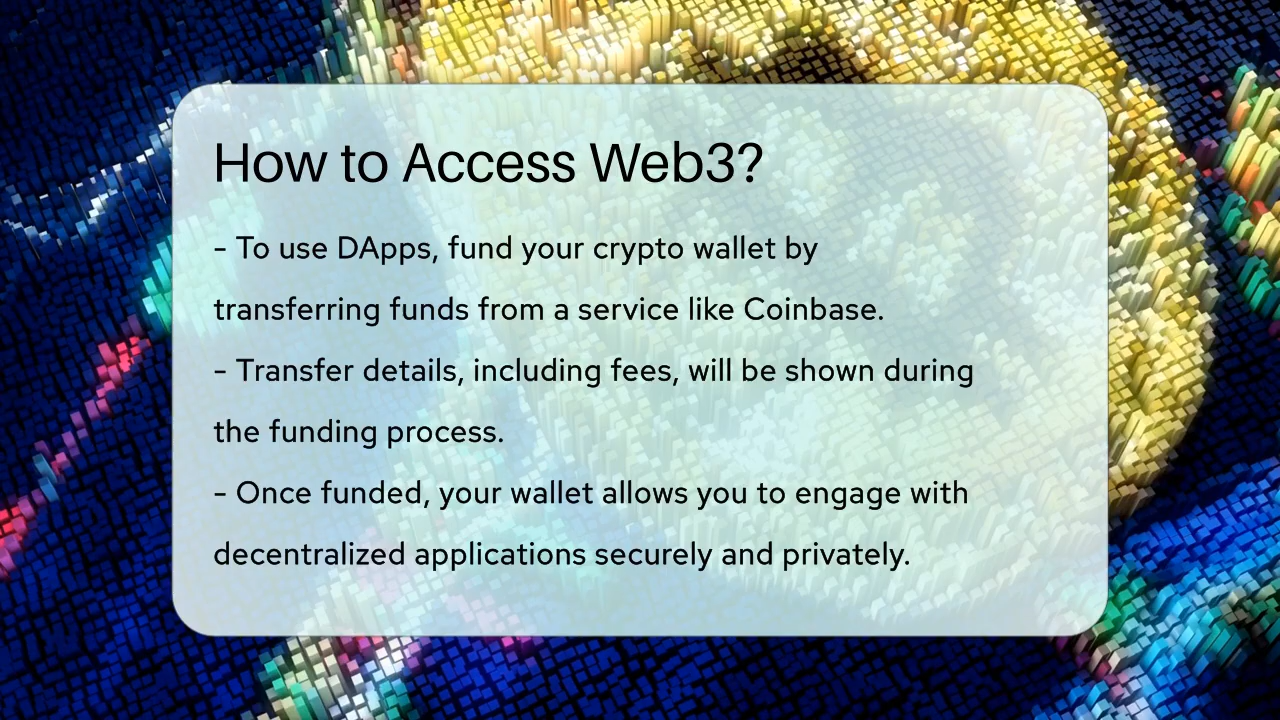 How to Access Web3?
– To use DApps, fund your crypto wallet by
transferring funds from a service like Coinbase.
– Transfer details, including fees, will be shown during
the funding process.
– Once funded, your wallet allows you to engage with
decentralized applications securely and privately.